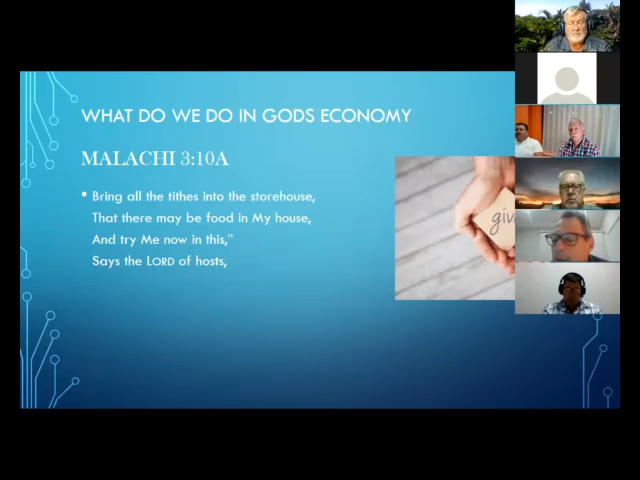 WHAT DO WE DO IN GODS ECONOMY
MALACHI 3:10A
• Bring all the tithes into the storehouse,
That there may be food in My house,
And try Me now in this,"
Says the LORD of hosts,